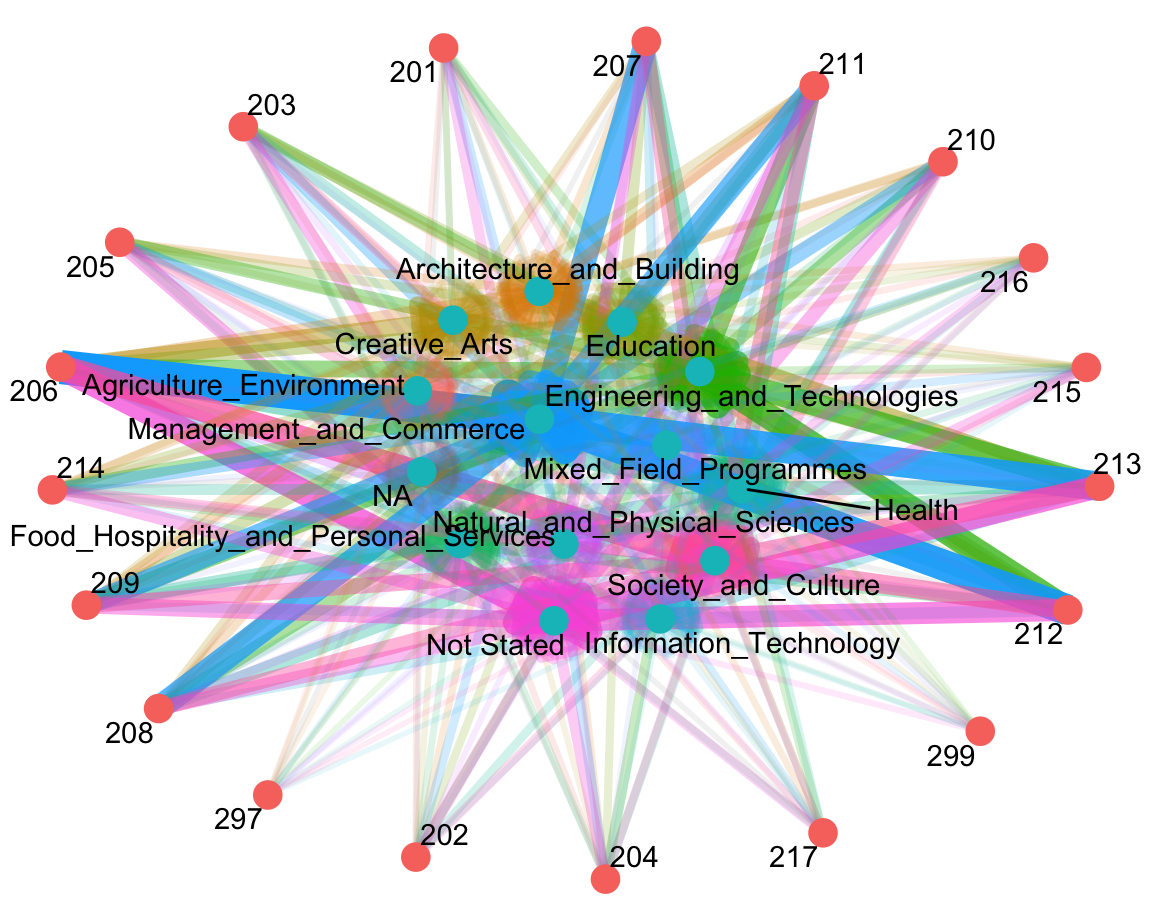 207
211
201
203
210
205
216
Architecture_and_Building
Creative_Arts
Education
206
Agriculture_Environment
Engineering_and_Technologies
215
Management_and_Commerce
214
Mixed_Field_Programmes
213
NA
Health
Natural_and_Physical_Sciences
Food_Hospitality_and_Personal_Services
209
Society_and_Culture
212
Not Stated
Information_Technology
208
299
297
202
204
217